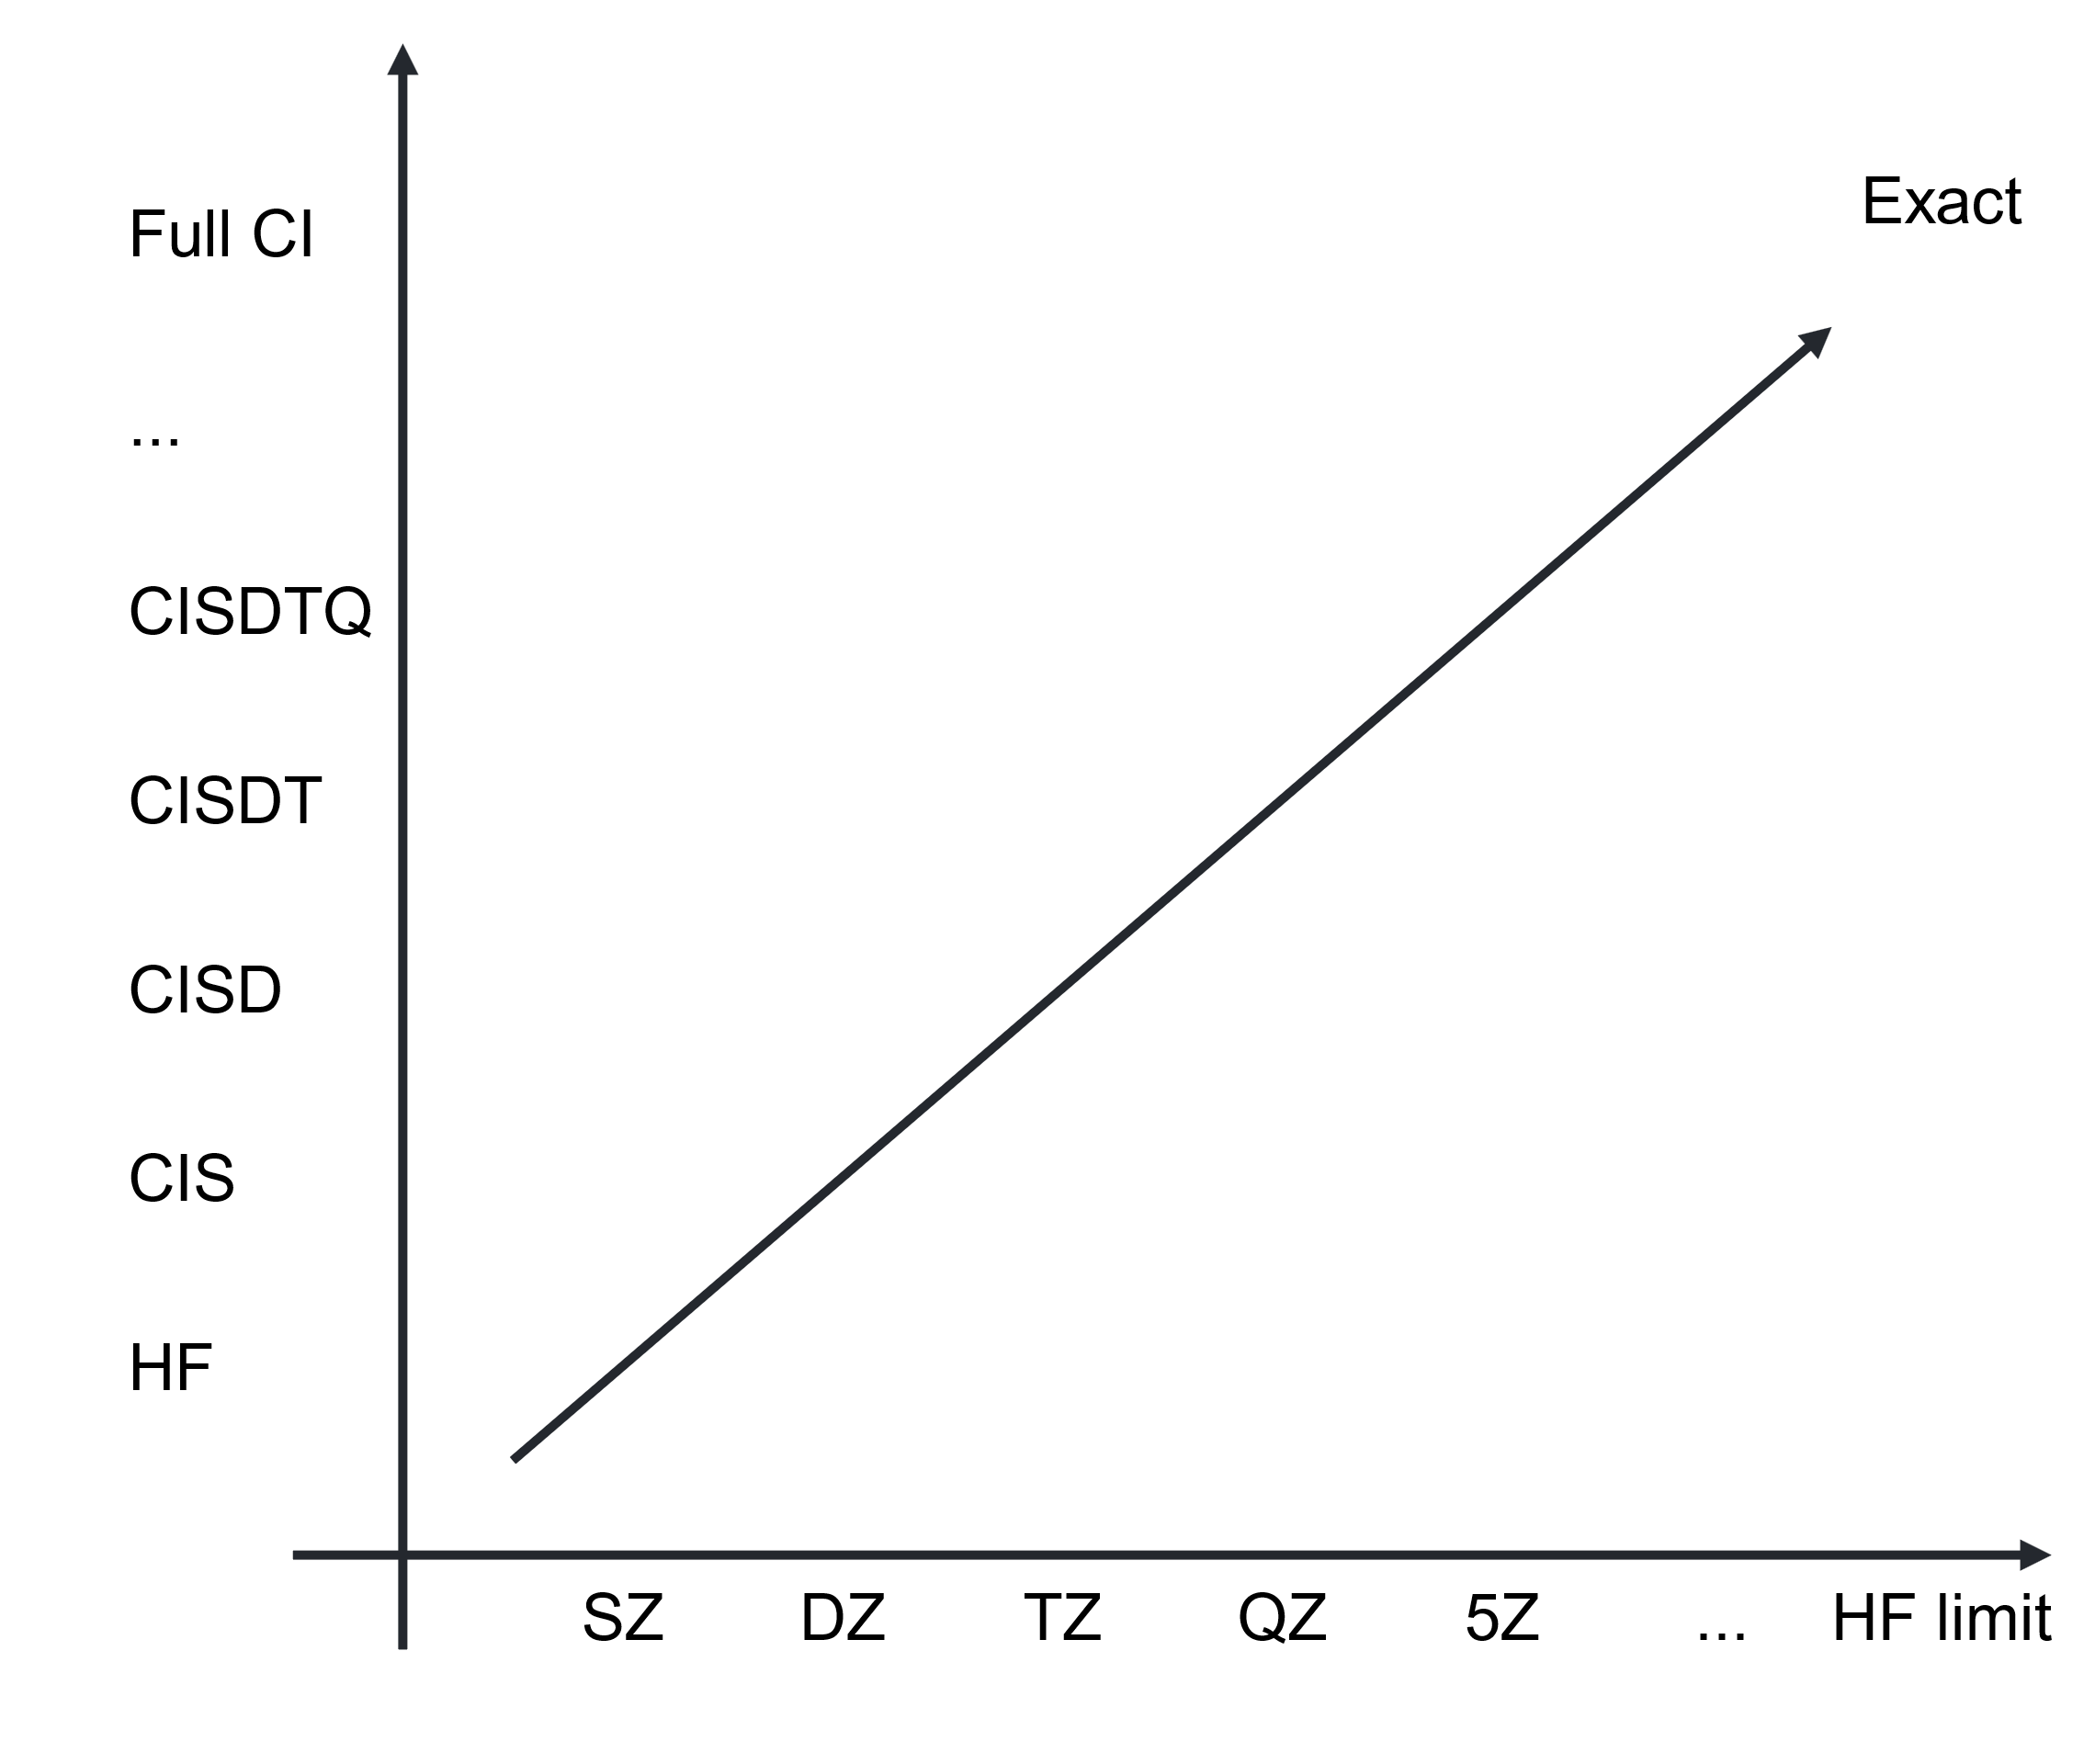 Exact
Full CI
...
CISDTQ
CISDT
CISD
CIS
HF
SZ DZ TZ QZ 5Z ... HF limit